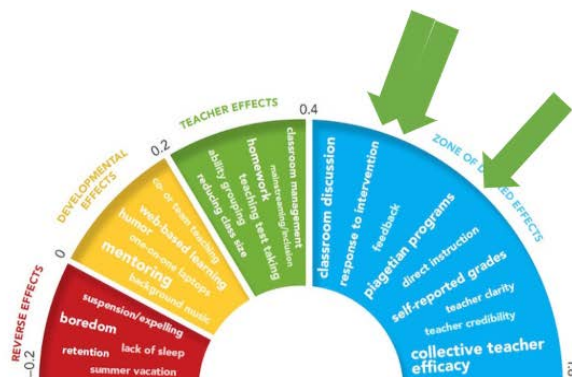 REVERSE EFFECTS
–0.2
suspension/expelling
boredom
lack of sleep
retention
summer vacation
0
DEVELOPMENTAL
EFFECTS
co- or team teaching
web-based learning
humor
one-on-one laptops
mentoring
background music
0.2
TEACHER EFFECTS
ability grouping
reducing class size
homework
teaching test taking
mainstreaming/inclusion
classroom management
0.4
ZONE OF EFFECTS
classroom discussion
response to intervention
feedback
piagetian programs
direct instruction
self-reported grades
teacher clarity
teacher credibility
collective teacher
efficacy